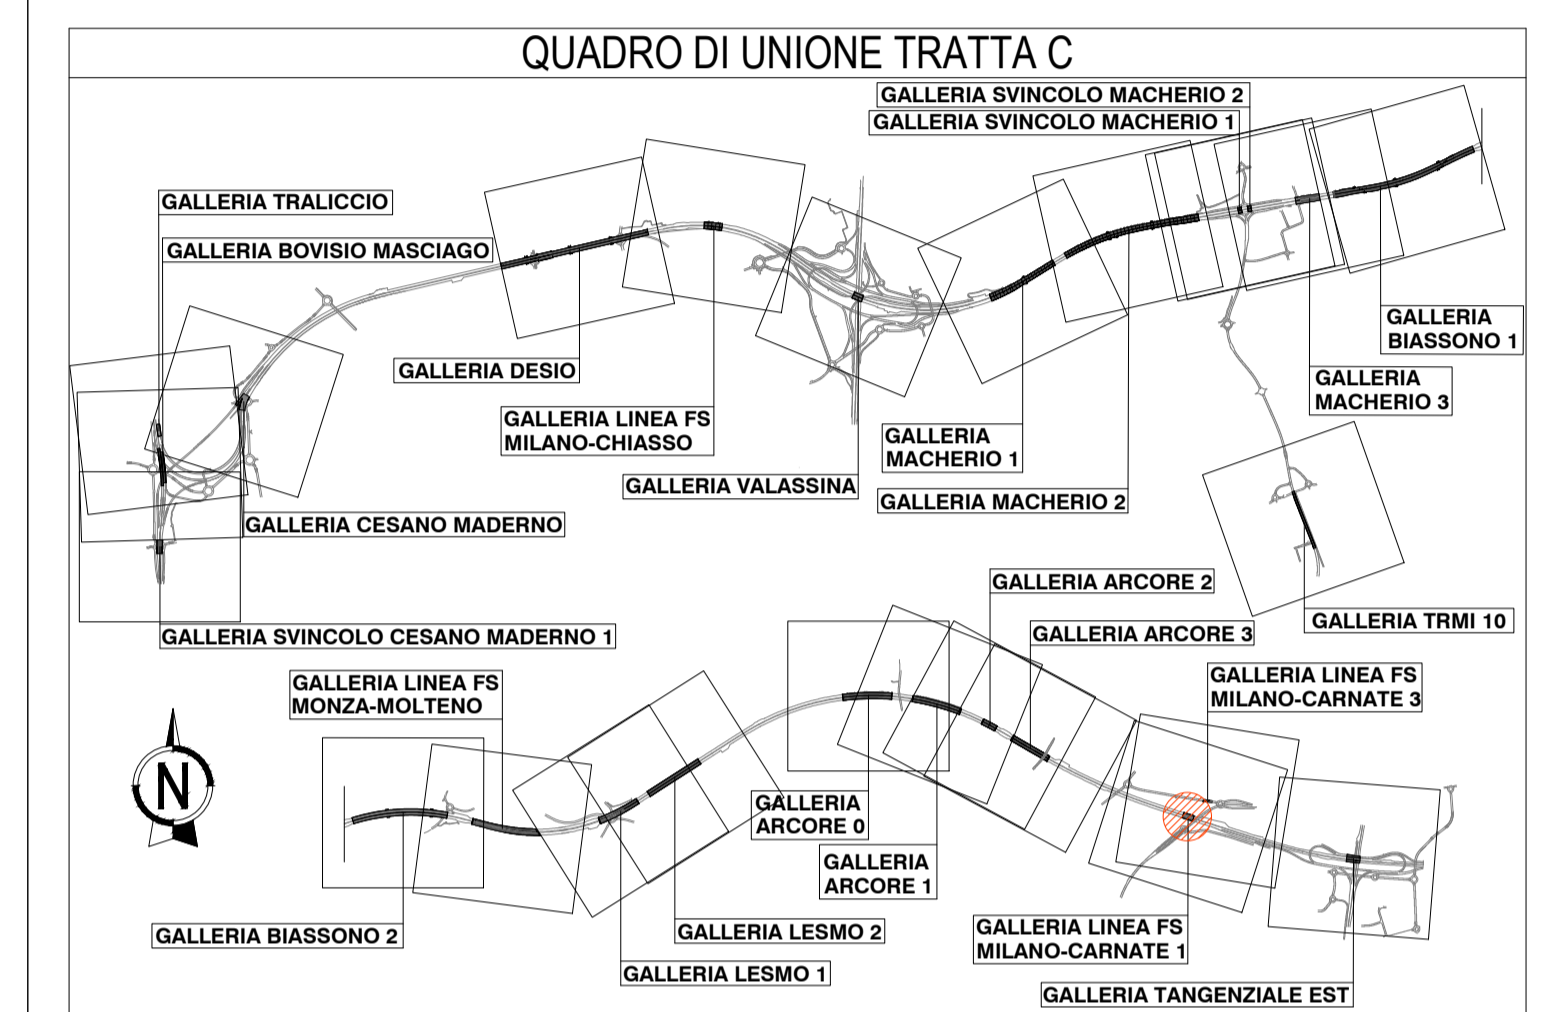 QUADRO DI UNIONE TRATTA C
GALLERIA SVINCOLO MACHERIO 2
GALLERIA SVINCOLO MACHERIO 1
GALLERIA TRALICCIO
GALLERIA BOVISIO MASCIAGO
GALLERIA
BIASSONO 1
GALLERIA DESIO
GALLERIA
MACHERIO 3
GALLERIA LINEA FS
MILANO-CHIASSO
GALLERIA
MACHERIO 1
GALLERIA VALASSINA
GALLERIA MACHERIO 2
GALLERIA CESANO MADERNO
GALLERIA ARCORE 2
GALLERIA TRMI 10
GALLERIA SVINCOLO CESANO MADERNO 1
GALLERIA ARCORE 3
GALLERIA LINEA FS
MONZA-MOLTENO
GALLERIA LINEA FS
MILANO-CARNATE 3
N
GALLERIA
ARCORE 0
GALLERIA
ARCORE 1
GALLERIA BIASSONO 2
GALLERIA LESMO 2
GALLERIA LINEA FS
MILANO-CARNATE 1
GALLERIA LESMO 1
GALLERIA TANGENZIALE EST